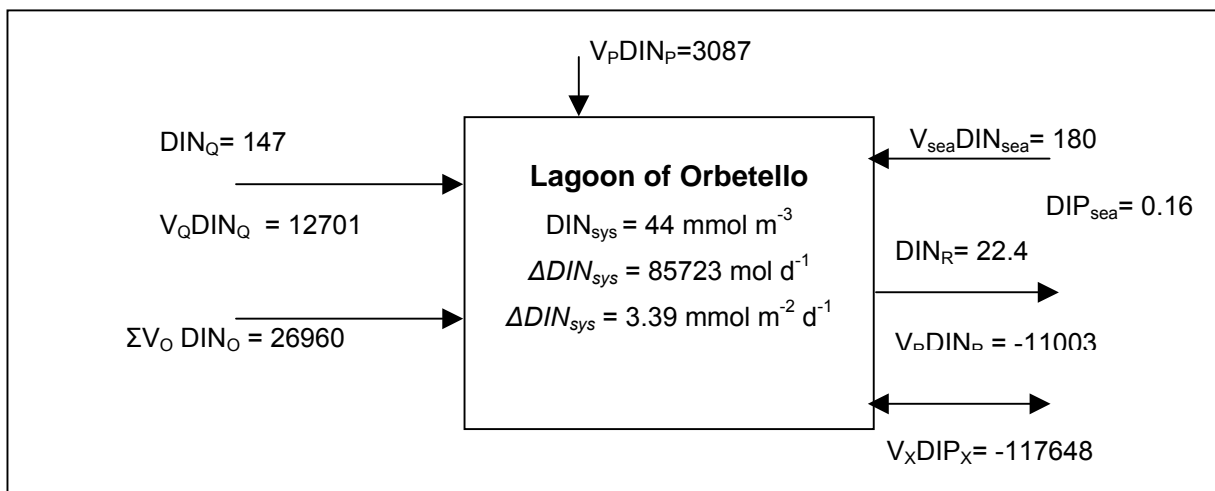 V_PDIN_P=3087
DIN_Q= 147
V_QDIN_Q = 12701
ΣV_O DIN_O = 26960
Lagoon of Orbetello
DIN_sys = 44 mmol m^-3
ΔDIN_sys = 85723 mol d^-1
ΔDIN_sys = 3.39 mmol m^-2 d^-1
V_seaDIN_sea= 180
DIP_sea= 0.16
DIN_R= 22.4
V_RDIN_R = -11003
V_XDIP_X= -117648